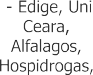 - Edige, Uni
Ceara,
Alfalagos,
Hospidrogas,